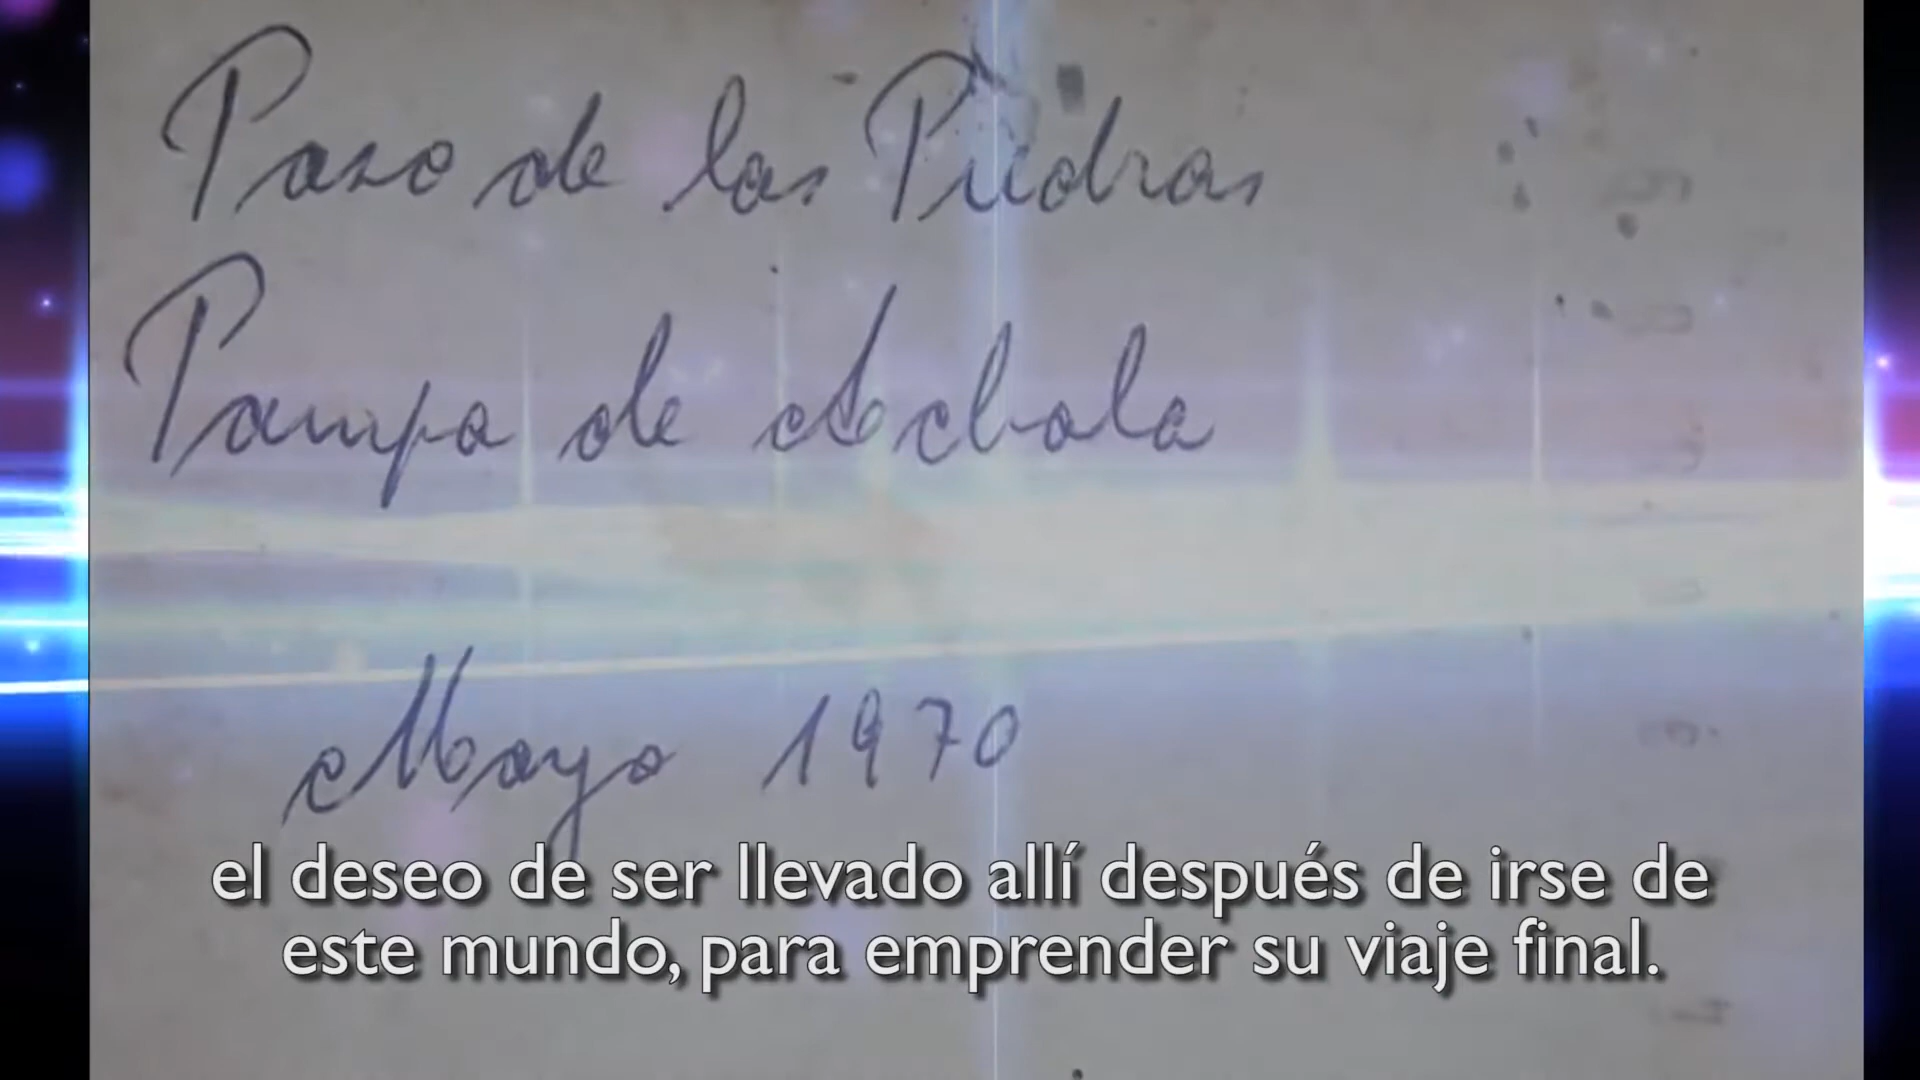 Paso de las Piedras
Pampa de Achala
Mayo 1970
el deseo de ser llevado allí después de irse de
este mundo, para emprender su viaje final.